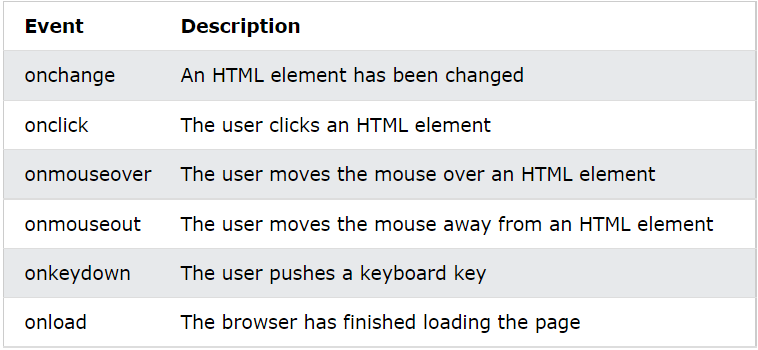 Event Description
onchange An HTML element has been changed
onclick The user clicks an HTML element
onmouseover The user moves the mouse over an HTML element
onmouseout The user moves the mouse away from an HTML element
onkeydown The user pushes a keyboard key
onload The browser has finished loading the page